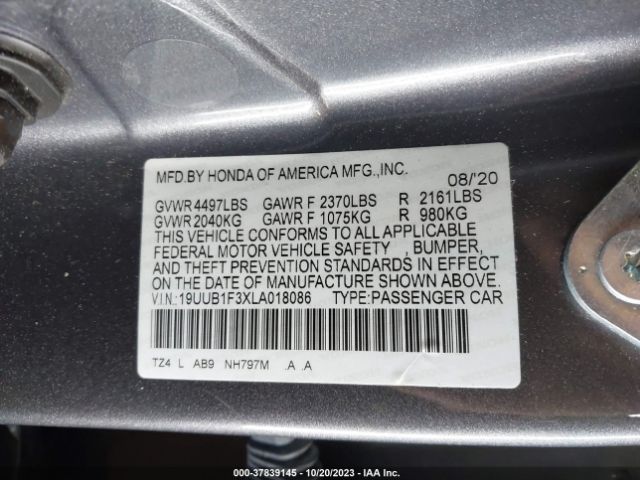 MFD.BY HONDA OF AMERICA MFG.,INC.
08/'20
GVWR 4497LBS GAWR F 2370LBS R 2161LBS
GVWR 2040KG GAWR F 1075KG R 980KG
THIS VEHICLE CONFORMS TO ALL APPLICABLE
FEDERAL MOTOR VEHICLE SAFETY , BUMPER,
AND THEFT PREVENTION STANDARDS IN EFFECT
ON THE DATE OF MANUFACTURE SHOWN ABOVE.
V.I.N.:19UUB1F3XLA018086 TYPE:PASSENGER CAR
TZ4 L AB9 NH797M .A .A
000-37839145 - 10/20/2023 - IAA Inc.